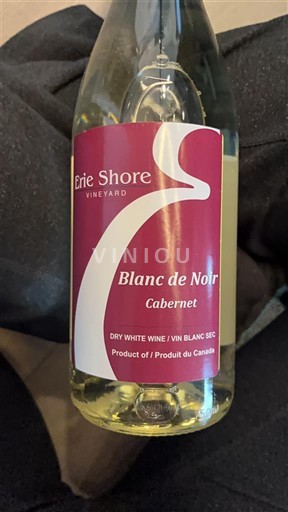 Erie Shore
VINEYARD
VINIOU
Blanc de Noir
Cabernet
DRY WHITE WINE / VIN BLANC SEC
Product of / Produit du Canada